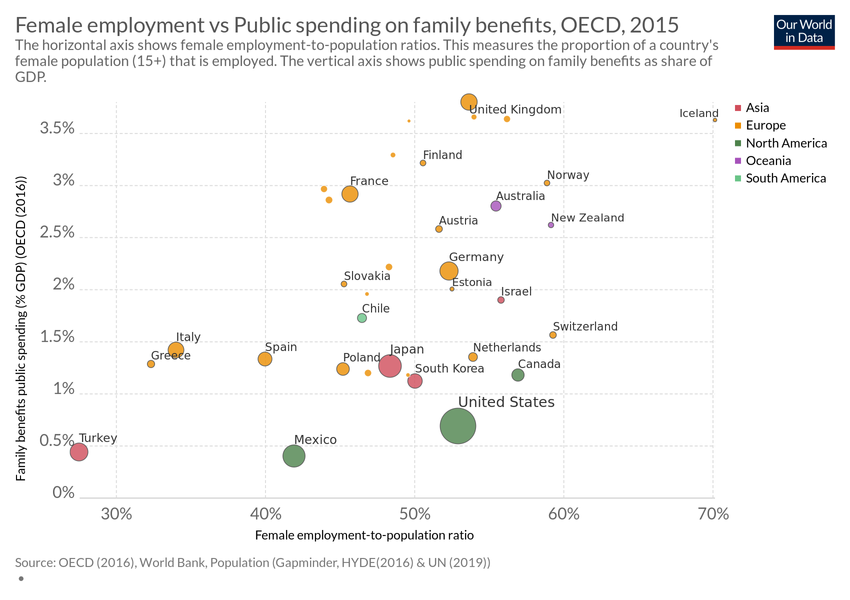 Female employment vs Public spending on family benefits, OECD, 2015
Our World
in Data
The horizontal axis shows female employment-to-population ratios. This measures the proportion of a country's
female population (15+) that is employed. The vertical axis shows public spending on family benefits as share of
GDP.
Asia
Europe
North America
Oceania
South America
Family benefits public spending (% GDP) (OECD (2016))
3.5%
3%
2.5%
2%
1.5%
1%
0.5%
0%
United Kingdom
Iceland
Finland
France
Norway
Australia
Austria
New Zealand
Germany
Slovakia
Estonia
Israel
Chile
Switzerland
Italy
Greece
Spain
Poland
Japan
Netherlands
South Korea
Canada
United States
Turkey
Mexico
30%
40%
50%
60%
70%
Female employment-to-population ratio
Source: OECD (2016), World Bank, Population (Gapminder, HYDE(2016) & UN (2019))